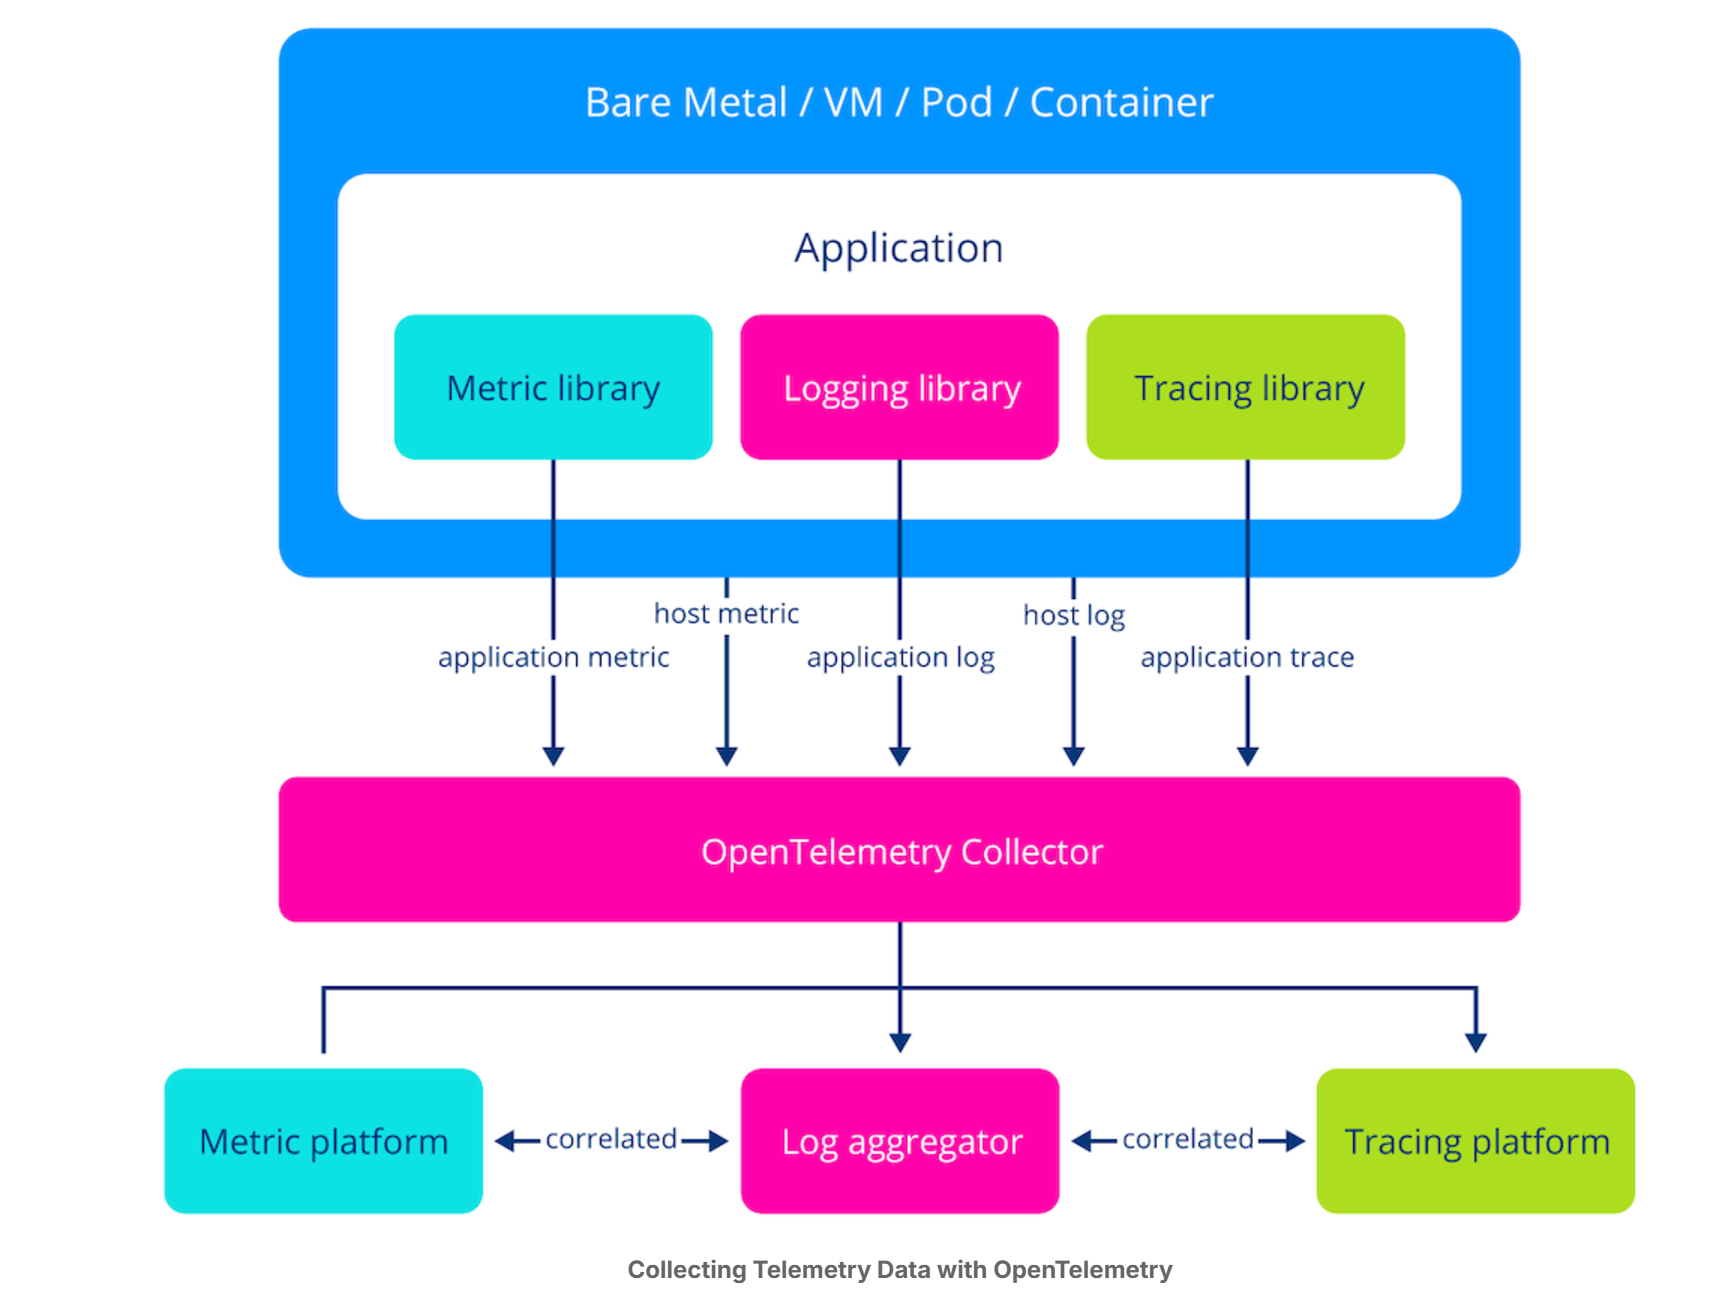 Bare Metal / VM / Pod / Container
Application
Metric library
Logging library
Tracing library
host metric
host log
application metric
application log
application trace
OpenTelemetry Collector
Metric platform
correlated
Log aggregator
correlated
Tracing platform
Collecting Telemetry Data with OpenTelemetry